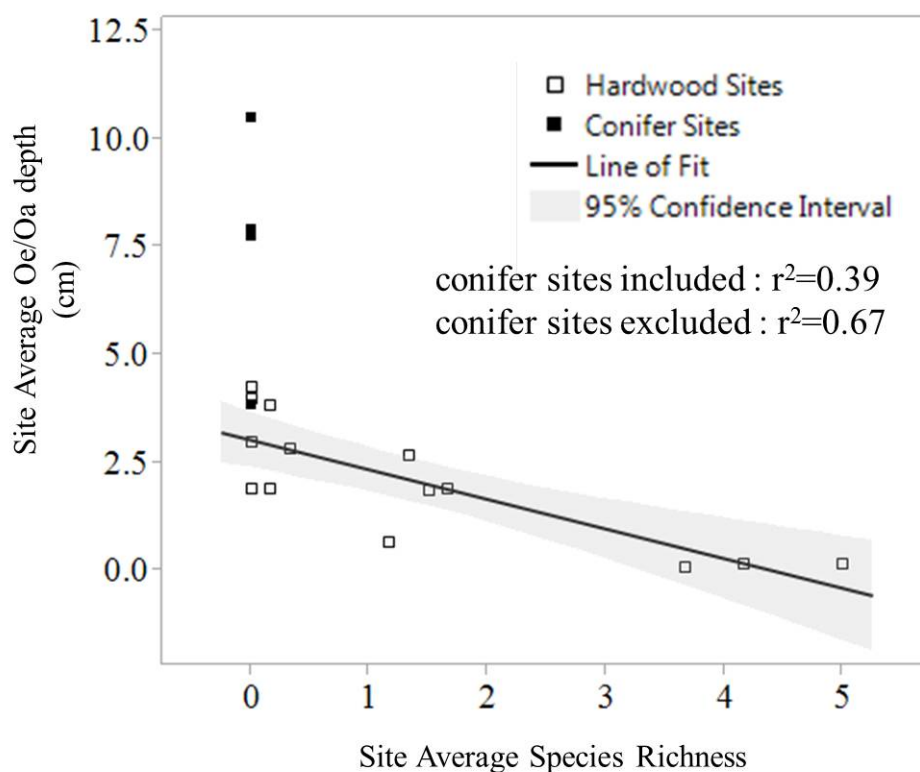 12.5
10.0
7.5
5.0
2.5
0.0
Site Average Oe/Oa depth
(cm)
Hardwood Sites
Conifer Sites
Line of Fit
95% Confidence Interval
conifer sites included : r²=0.39
conifer sites excluded : r²=0.67
0 1 2 3 4 5
Site Average Species Richness